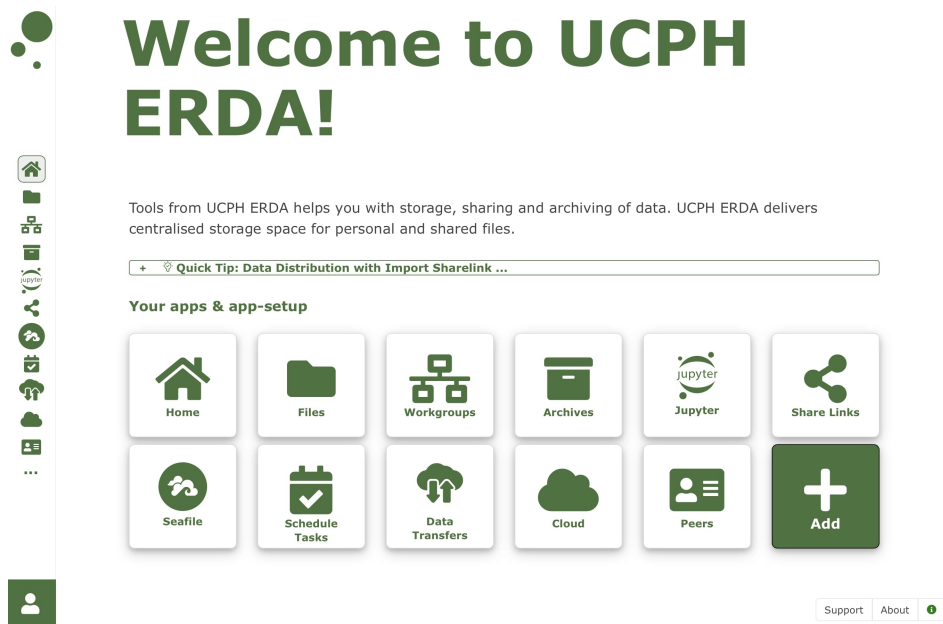 Welcome to UCPH
ERDA!
Tools from UCPH ERDA helps you with storage, sharing and archiving of data. UCPH ERDA delivers
centralised storage space for personal and shared files.
+ Quick Tip: Data Distribution with Import Sharelink ...
Your apps & app-setup
jupyter
jupyter
Home
Files
Workgroups
Archives
Jupyter
Share Links
Seafile
Schedule
Tasks
Data
Transfers
Cloud
Peers
Add
Support
About